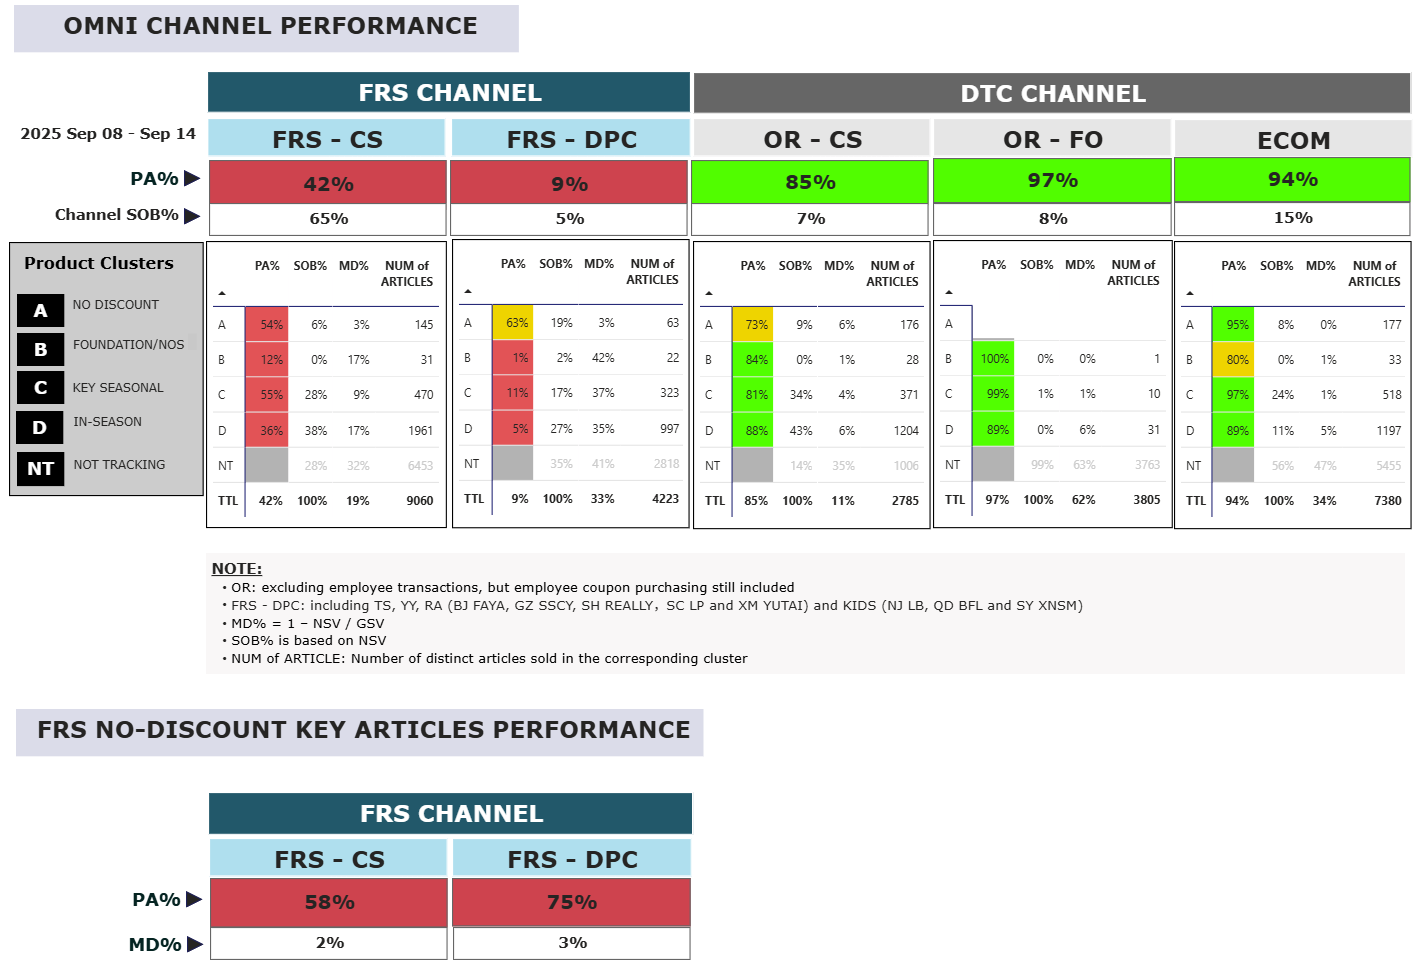 OMNI CHANNEL PERFORMANCE
FRS CHANNEL
DTC CHANNEL
2025 Sep 08 - Sep 14
FRS - CS
FRS - DPC
OR - CS
OR - FO
ECOM
PA% 42% 9% 85% 97% 94%
Channel SOB% 65% 5% 7% 8% 15%
Product Clusters
A NO DISCOUNT
B FOUNDATION/NOS
C KEY SEASONAL
D IN-SEASON
NT NOT TRACKING
PA% SOB% MD% NUM of ARTICLES
A 54% 6% 3% 145
B 12% 0% 17% 31
C 55% 28% 9% 470
D 36% 38% 17% 1961
NT 28% 32% 6453
TTL 42% 100% 19% 9060
PA% SOB% MD% NUM of ARTICLES
A 63% 19% 3% 63
B 1% 2% 42% 22
C 11% 17% 37% 323
D 5% 27% 35% 997
NT 35% 41% 2818
TTL 9% 100% 33% 4223
PA% SOB% MD% NUM of ARTICLES
A 73% 9% 6% 176
B 84% 0% 1% 28
C 81% 34% 4% 371
D 88% 43% 6% 1204
NT 14% 35% 1006
TTL 85% 100% 11% 2785
PA% SOB% MD% NUM of ARTICLES
A
B 100% 0% 0% 1
C 99% 1% 1% 10
D 89% 0% 6% 31
NT 99% 63% 3763
TTL 97% 100% 62% 3805
PA% SOB% MD% NUM of ARTICLES
A 95% 8% 0% 177
B 80% 0% 1% 33
C 97% 24% 1% 518
D 89% 11% 5% 1197
NT 56% 47% 5455
TTL 94% 100% 34% 7380
NOTE:
• OR: excluding employee transactions, but employee coupon purchasing still included
• FRS - DPC: including TS, YY, RA (BJ FAYA, GZ SSCY, SH REALLY，SC LP and XM YUTAI) and KIDS (NJ LB, QD BFL and SY XNSM)
• MD% = 1 – NSV / GSV
• SOB% is based on NSV
• NUM of ARTICLE: Number of distinct articles sold in the corresponding cluster
FRS NO-DISCOUNT KEY ARTICLES PERFORMANCE
FRS CHANNEL
FRS - CS
FRS - DPC
PA% 58% 75%
MD% 2% 3%